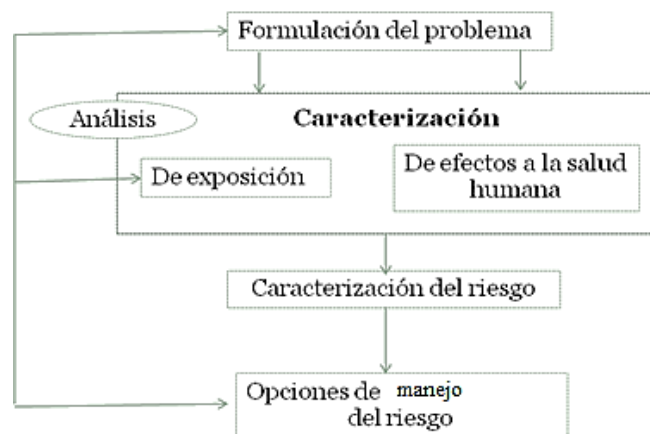 Formulación del problema
Análisis
Caracterización
De exposición
De efectos a la salud
humana
Caracterización del riesgo
Opciones de manejo
del riesgo